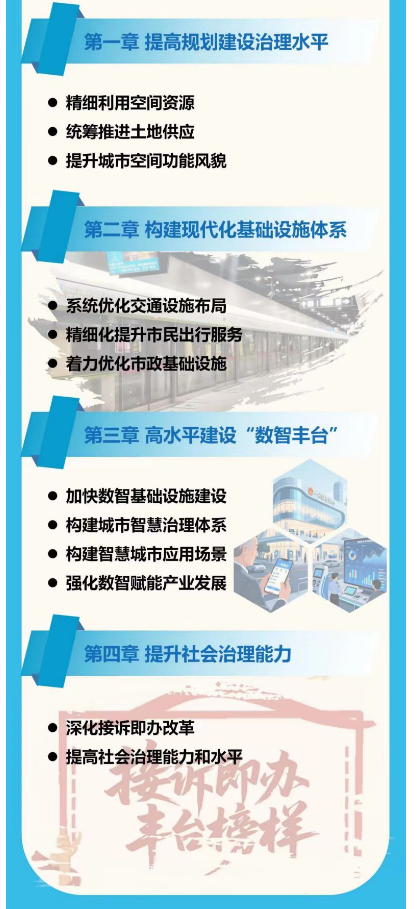 第一章 提高规划建设治理水平
● 精细利用空间资源
● 统筹推进土地供应
● 提升城市空间功能风貌
第二章 构建现代化基础设施体系
● 系统优化交通设施布局
● 精细化提升市民出行服务
● 着力优化市政基础设施
第三章 高水平建设“数智丰台”
● 加快数智基础设施建设
● 构建城市智慧治理体系
● 构建智慧城市应用场景
● 强化数智赋能产业发展
第四章 提升社会治理能力
● 深化接诉即办改革
● 提高社会治理能力和水平
接诉即办
丰台榜样